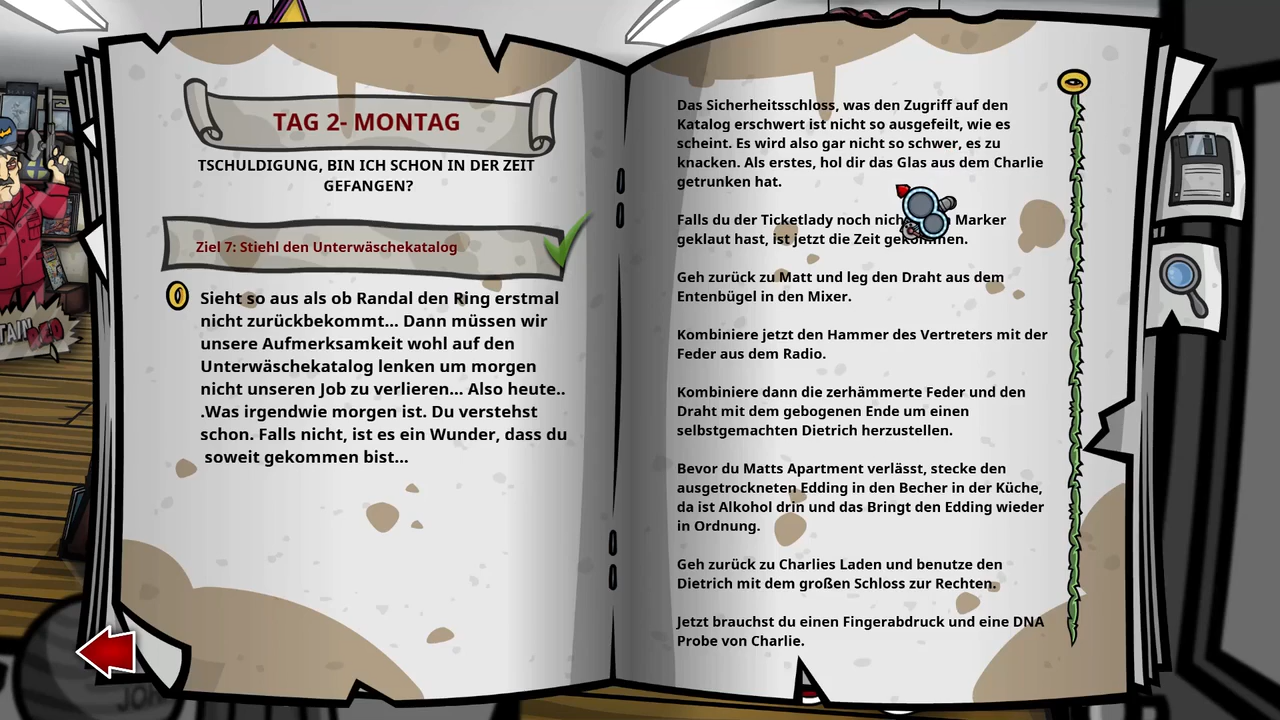 TAG 2- MONTAG
TSCHULDIGUNG, BIN ICH SCHON IN DER ZEIT
GEFANGEN?
Ziel 7: Stiehl den Unterwäschekatalog
Sieht so aus als ob Randal den Ring erstmal
nicht zurückbekommt... Dann müssen wir
unsere Aufmerksamkeit wohl auf den
Unterwäschekatalog lenken um morgen
nicht unseren Job zu verlieren... Also heute..
.Was irgendwie morgen ist. Du verstehst
schon. Falls nicht, ist es ein Wunder, dass du
soweit gekommen bist...
Das Sicherheitsschloss, was den Zugriff auf den
Katalog erschwert ist nicht so ausgefeilt, wie es
scheint. Es wird also gar nicht so schwer, es zu
knacken. Als erstes, hol dir das Glas aus dem Charlie
getrunken hat.
Falls du der Ticketlady noch Marker
geklaut hast, ist jetzt die Zeit gekommen.
Geh zurück zu Matt und leg den Draht aus dem
Entenbügel in den Mixer.
Kombiniere jetzt den Hammer des Vertreters mit der
Feder aus dem Radio.
Kombiniere dann die zerhämmerte Feder und den
Draht mit dem gebogenen Ende um einen
selbstgemachten Dietrich herzustellen.
Bevor du Matts Apartment verlässt, stecke den
ausgetrockneten Edding in den Becher in der Küche,
da ist Alkohol drin und das Bringt den Edding wieder
in Ordnung.
Geh zurück zu Charlies Laden und benutze den
Dietrich mit dem großen Schloss zur Rechten.
Jetzt brauchst du einen Fingerabdruck und eine DNA
Probe von Charlie.